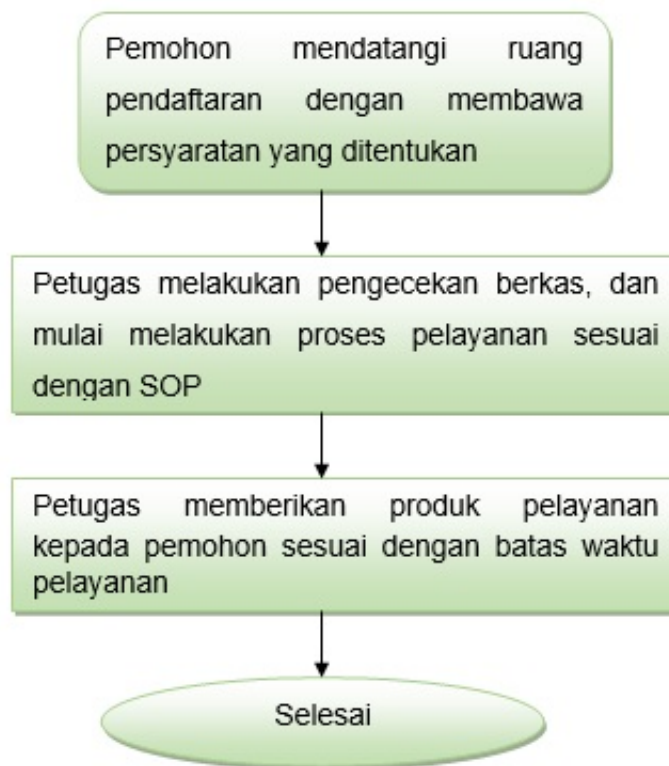 Pemohon mendatangi ruang
pendaftaran dengan membawa
persyaratan yang ditentukan
Petugas melakukan pengecekan berkas, dan
mulai melakukan proses pelayanan sesuai
dengan SOP
Petugas memberikan produk pelayanan
kepada pemohon sesuai dengan batas waktu
pelayanan
Selesai